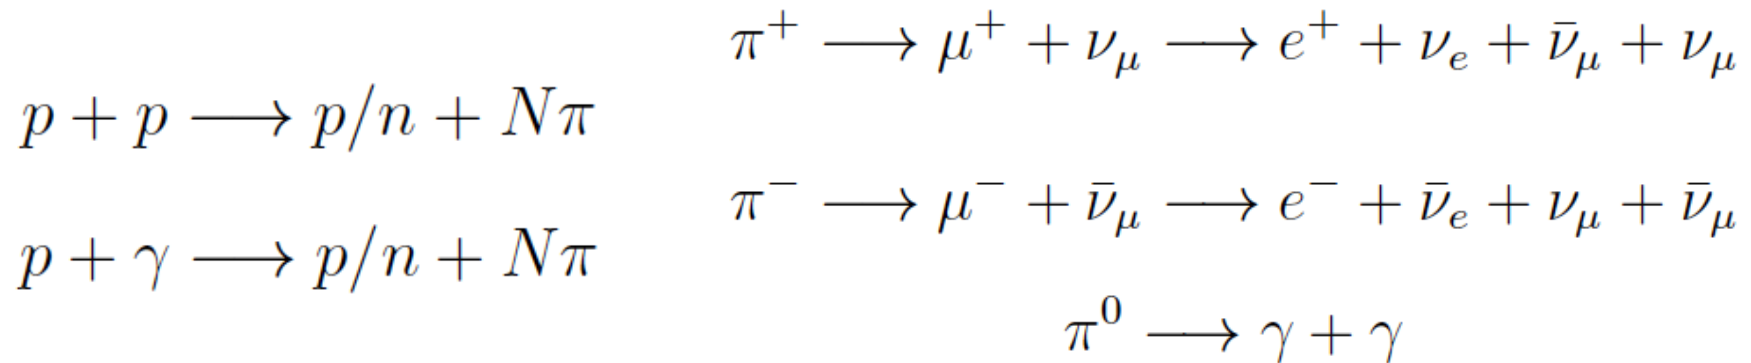 p + p ⟶ p/n + Nπ
p + γ ⟶ p/n + Nπ
π⁺ ⟶ μ⁺ + ν_μ ⟶ e⁺ + ν_e + ν̄_μ + ν_μ
π⁻ ⟶ μ⁻ + ν̄_μ ⟶ e⁻ + ν̄_e + ν_μ + ν̄_μ
π⁰ ⟶ γ + γ